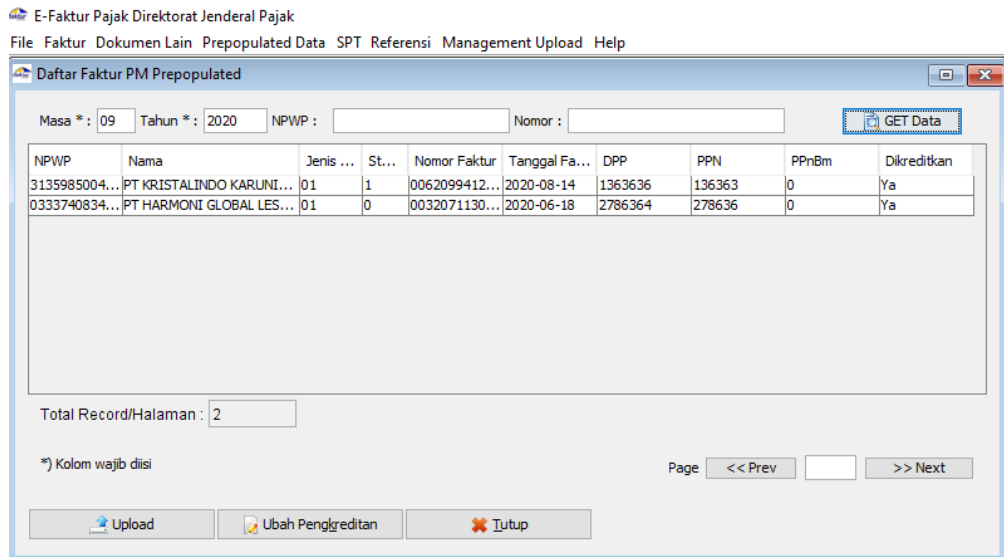 E-Faktur Pajak Direktorat Jenderal Pajak
File Faktur Dokumen Lain Prepopulated Data SPT Referensi Management Upload Help
Daftar Faktur PM Prepopulated
Masa * : 09 Tahun * : 2020 NPWP : Nomor : GET Data
NPWP Nama Jenis ... St... Nomor Faktur Tanggal Fa... DPP PPN PPnBm Dikreditkan
3135985004... PT KRISTALINDO KARUNI... 01 1 0062099412... 2020-08-14 1363636 136363 0 Ya
0333740834... PT HARMONI GLOBAL LES... 01 0 0032071130... 2020-06-18 2786364 278636 0 Ya
Total Record/Halaman : 2
*) Kolom wajib diisi
Page << Prev >> Next
Upload Ubah Pengkreditan Tutup